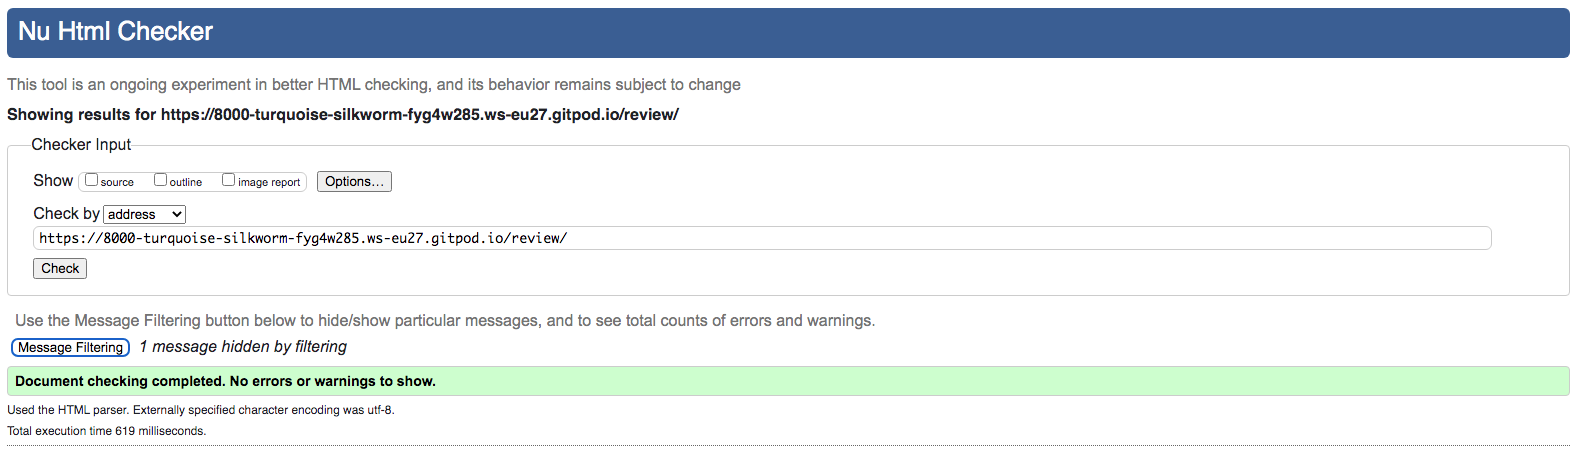 Nu Html Checker
This tool is an ongoing experiment in better HTML checking, and its behavior remains subject to change
Showing results for https://8000-turquoise-silkworm-fyg4w285.ws-eu27.gitpod.io/review/
Checker Input
Show source outline image report Options...
Check by address
https://8000-turquoise-silkworm-fyg4w285.ws-eu27.gitpod.io/review/
Check
Use the Message Filtering button below to hide/show particular messages, and to see total counts of errors and warnings.
Message Filtering 1 message hidden by filtering
Document checking completed. No errors or warnings to show.
Used the HTML parser. Externally specified character encoding was utf-8.
Total execution time 619 milliseconds.